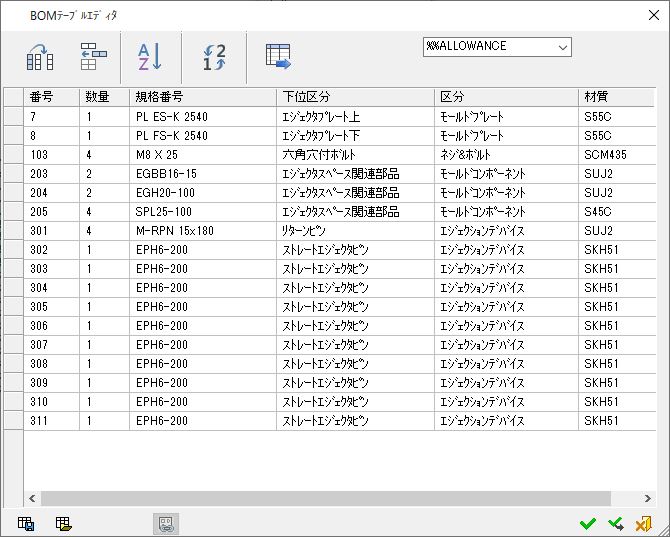 BOMﾃｰﾌﾞﾙｴﾃﾞｨﾀ
A Z
2 1 2
%%ALLOWANCE
番号 数量 規格番号 下位区分 区分 材質
7 1 PL ES-K 2540 ｴｼﾞｪｸﾀﾌﾟﾚｰﾄ上 ﾓｰﾙﾄﾞﾌﾟﾚｰﾄ S55C
8 1 PL FS-K 2540 ｴｼﾞｪｸﾀﾌﾟﾚｰﾄ下 ﾓｰﾙﾄﾞﾌﾟﾚｰﾄ S55C
103 4 M8 X 25 六角穴付ﾎﾞﾙﾄ ﾈｼﾞ&ﾎﾞﾙﾄ SCM435
203 2 EGBB16-15 ｴｼﾞｪｸﾀｽﾍﾟｰｽ関連部品 ﾓｰﾙﾄﾞｺﾝﾎﾟｰﾈﾝﾄ SUJ2
204 2 EGH20-100 ｴｼﾞｪｸﾀｽﾍﾟｰｽ関連部品 ﾓｰﾙﾄﾞｺﾝﾎﾟｰﾈﾝﾄ SUJ2
205 4 SPL25-100 ｴｼﾞｪｸﾀｽﾍﾟｰｽ関連部品 ﾓｰﾙﾄﾞｺﾝﾎﾟｰﾈﾝﾄ S45C
301 4 M-RPN 15x180 ﾘﾀｰﾝﾋﾟﾝ ｴｼﾞｪｸｼｮﾝﾃﾞﾊﾞｲｽ SUJ2
302 1 EPH6-200 ｽﾄﾚｰﾄｴｼﾞｪｸﾀﾋﾟﾝ ｴｼﾞｪｸｼｮﾝﾃﾞﾊﾞｲｽ SKH51
303 1 EPH6-200 ｽﾄﾚｰﾄｴｼﾞｪｸﾀﾋﾟﾝ ｴｼﾞｪｸｼｮﾝﾃﾞﾊﾞｲｽ SKH51
304 1 EPH6-200 ｽﾄﾚｰﾄｴｼﾞｪｸﾀﾋﾟﾝ ｴｼﾞｪｸｼｮﾝﾃﾞﾊﾞｲｽ SKH51
305 1 EPH6-200 ｽﾄﾚｰﾄｴｼﾞｪｸﾀﾋﾟﾝ ｴｼﾞｪｸｼｮﾝﾃﾞﾊﾞｲｽ SKH51
306 1 EPH6-200 ｽﾄﾚｰﾄｴｼﾞｪｸﾀﾋﾟﾝ ｴｼﾞｪｸｼｮﾝﾃﾞﾊﾞｲｽ SKH51
307 1 EPH6-200 ｽﾄﾚｰﾄｴｼﾞｪｸﾀﾋﾟﾝ ｴｼﾞｪｸｼｮﾝﾃﾞﾊﾞｲｽ SKH51
308 1 EPH6-200 ｽﾄﾚｰﾄｴｼﾞｪｸﾀﾋﾟﾝ ｴｼﾞｪｸｼｮﾝﾃﾞﾊﾞｲｽ SKH51
309 1 EPH6-200 ｽﾄﾚｰﾄｴｼﾞｪｸﾀﾋﾟﾝ ｴｼﾞｪｸｼｮﾝﾃﾞﾊﾞｲｽ SKH51
310 1 EPH6-200 ｽﾄﾚｰﾄｴｼﾞｪｸﾀﾋﾟﾝ ｴｼﾞｪｸｼｮﾝﾃﾞﾊﾞｲｽ SKH51
311 1 EPH6-200 ｽﾄﾚｰﾄｴｼﾞｪｸﾀﾋﾟﾝ ｴｼﾞｪｸｼｮﾝﾃﾞﾊﾞｲｽ SKH51